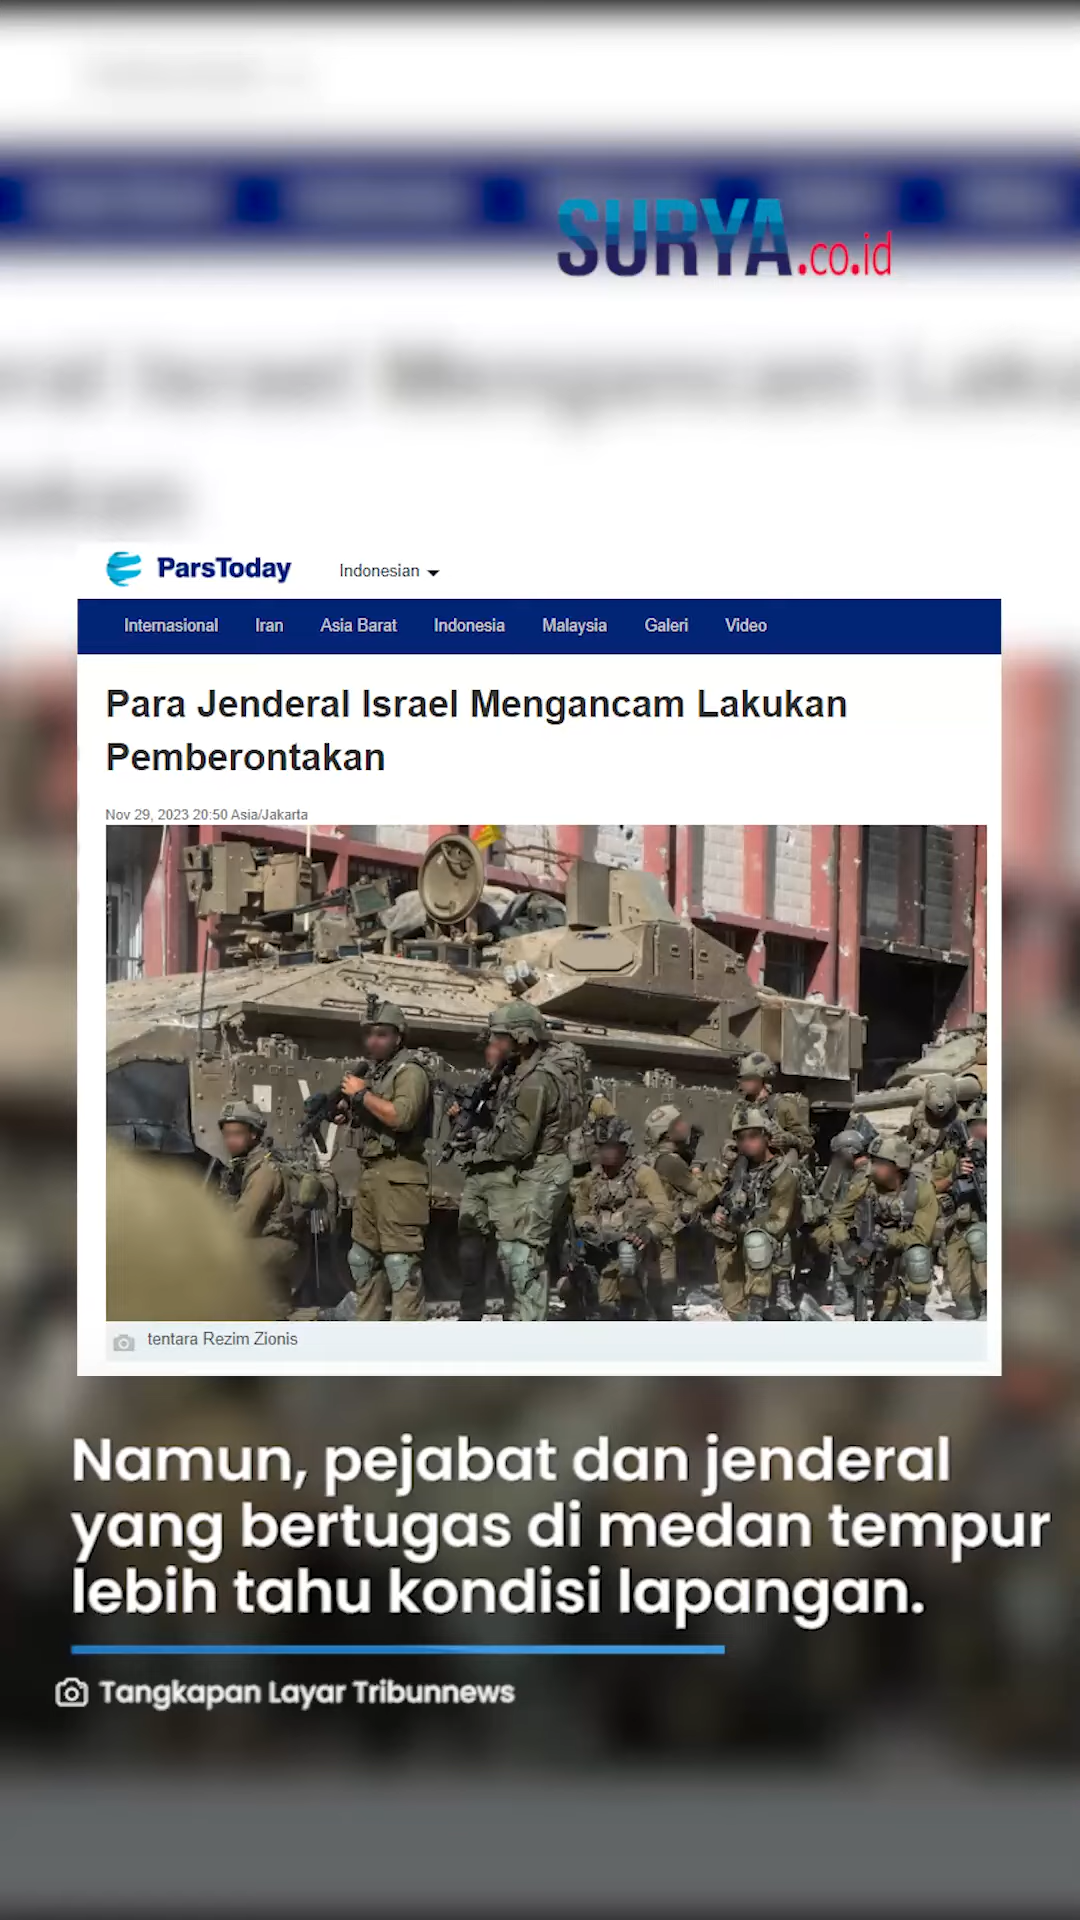 SURYA.co.id
ParsToday
Indonesian
Internasional Iran Asia Barat Indonesia Malaysia Galeri Video
Para Jenderal Israel Mengancam Lakukan
Pemberontakan
Nov 29, 2023 20:50 Asia/Jakarta
tentara Rezim Zionis
Namun, pejabat dan jenderal
yang bertugas di medan tempur
lebih tahu kondisi lapangan.
Tangkapan Layar Tribunnews